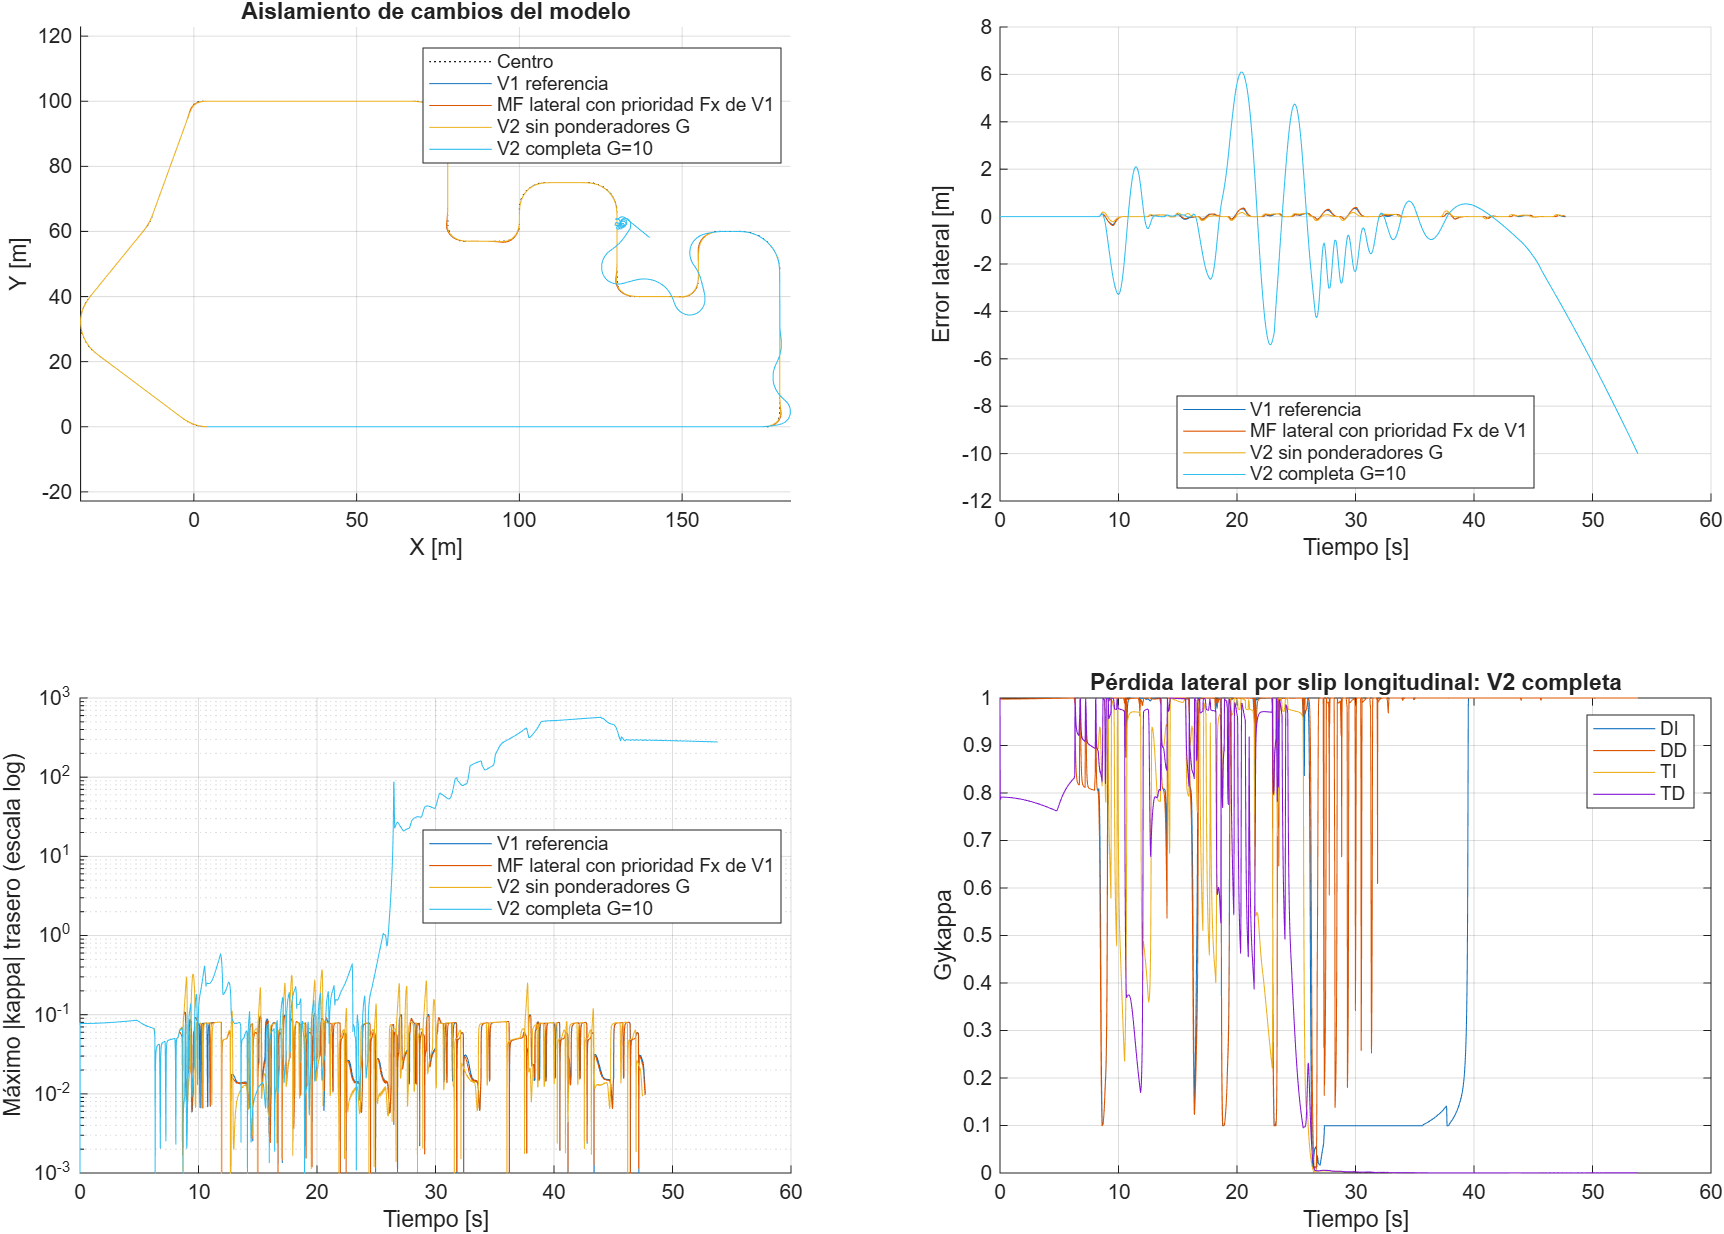 Aislamiento de cambios del modelo
120
100
80
60
40
20
0
-20
Y [m]
0
50
100
150
X [m]
Centro
V1 referencia
MF lateral con prioridad Fx de V1
V2 sin ponderadores G
V2 completa G=10
8
6
4
2
0
-2
-4
-6
-8
-10
-12
Error lateral [m]
0
10
20
30
40
50
60
Tiempo [s]
V1 referencia
MF lateral con prioridad Fx de V1
V2 sin ponderadores G
V2 completa G=10
10³
10²
10¹
10⁰
10⁻¹
10⁻²
10⁻³
Máximo |kappa| trasero (escala log)
0
10
20
30
40
50
60
Tiempo [s]
V1 referencia
MF lateral con prioridad Fx de V1
V2 sin ponderadores G
V2 completa G=10
Pérdida lateral por slip longitudinal: V2 completa
1
0.9
0.8
0.7
0.6
0.5
0.4
0.3
0.2
0.1
0
Gykappa
0
10
20
30
40
50
60
Tiempo [s]
DI
DD
TI
TD